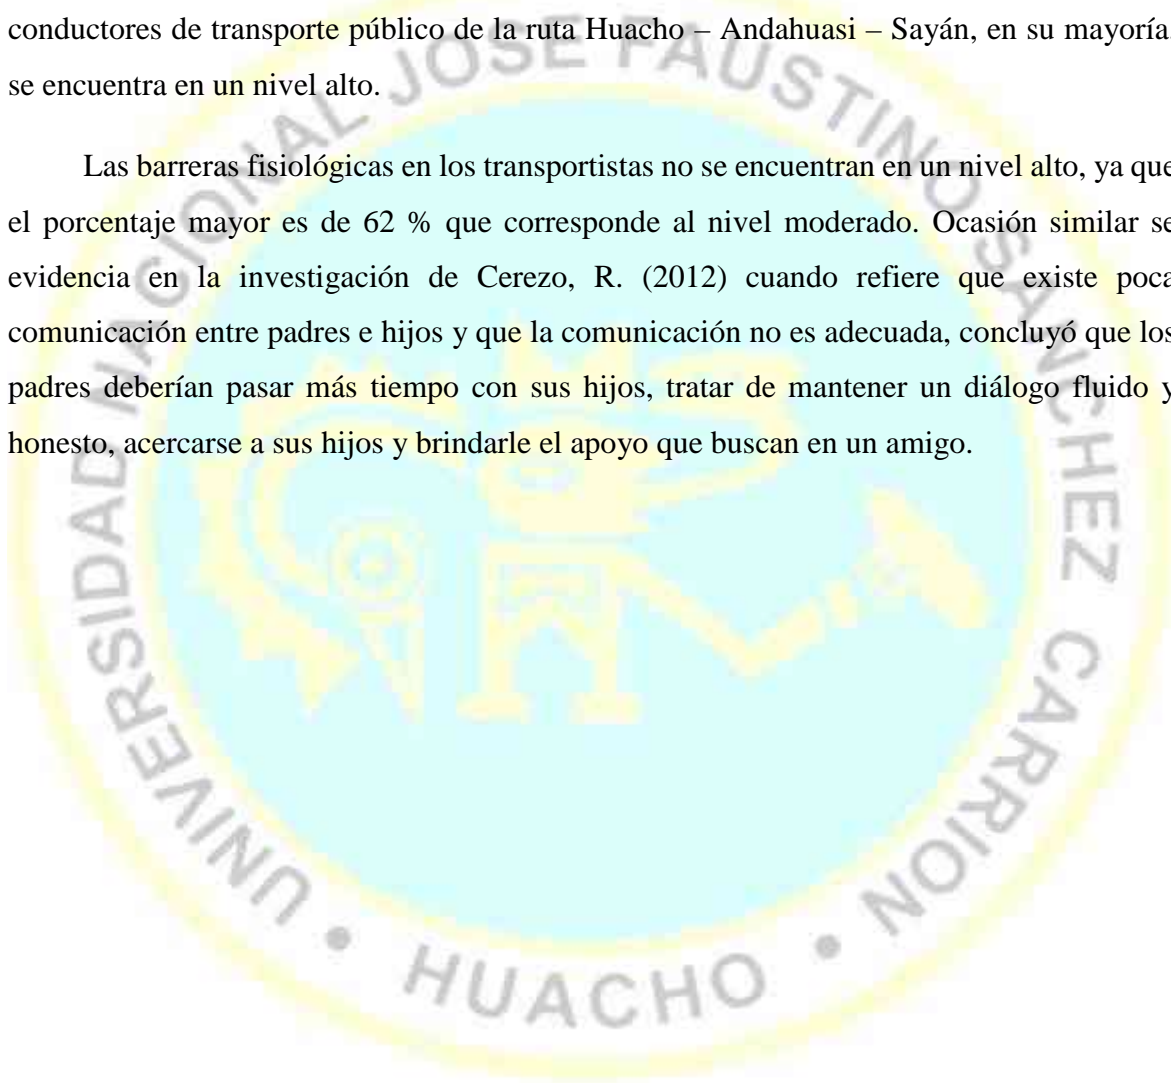 conductores de transporte público de la ruta Huacho – Andahuasi – Sayán, en su mayoría,
se encuentra en un nivel alto.
Las barreras fisiológicas en los transportistas no se encuentran en un nivel alto, ya que
el porcentaje mayor es de 62 % que corresponde al nivel moderado. Ocasión similar se
evidencia en la investigación de Cerezo, R. (2012) cuando refiere que existe poca
comunicación entre padres e hijos y que la comunicación no es adecuada, concluyó que los
padres deberían pasar más tiempo con sus hijos, tratar de mantener un diálogo fluido y
honesto, acercarse a sus hijos y brindarle el apoyo que buscan en un amigo.
UNIVERSIDAD NACIONAL JOSE FAUSTINO SANCHEZ CARRION
• HUACHO •